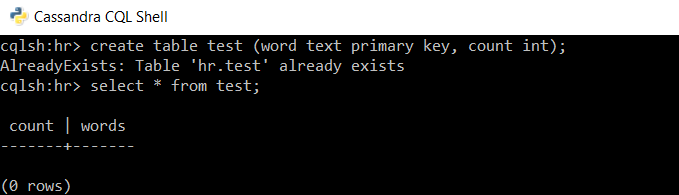 Cassandra CQL Shell
cqlsh:hr> create table test (word text primary key, count int);
AlreadyExists: Table 'hr.test' already exists
cqlsh:hr> select * from test;
 count | words
-------+-------
(0 rows)